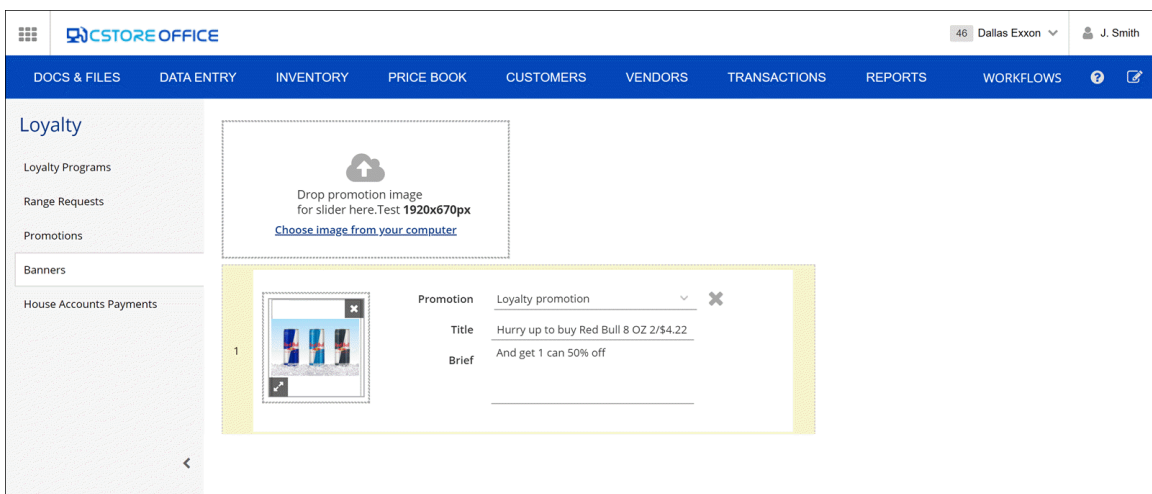 CSTOREOFFICE
46 Dallas Exxon
J. Smith
DOCS & FILES DATA ENTRY INVENTORY PRICE BOOK CUSTOMERS VENDORS TRANSACTIONS REPORTS WORKFLOWS ?
Loyalty
Loyalty Programs
Range Requests
Promotions
Banners
House Accounts Payments
Drop promotion image
for slider here.Test 1920x670px
Choose image from your computer
1
Promotion Loyalty promotion
Title Hurry up to buy Red Bull 8 OZ 2/$4.22
Brief And get 1 can 50% off